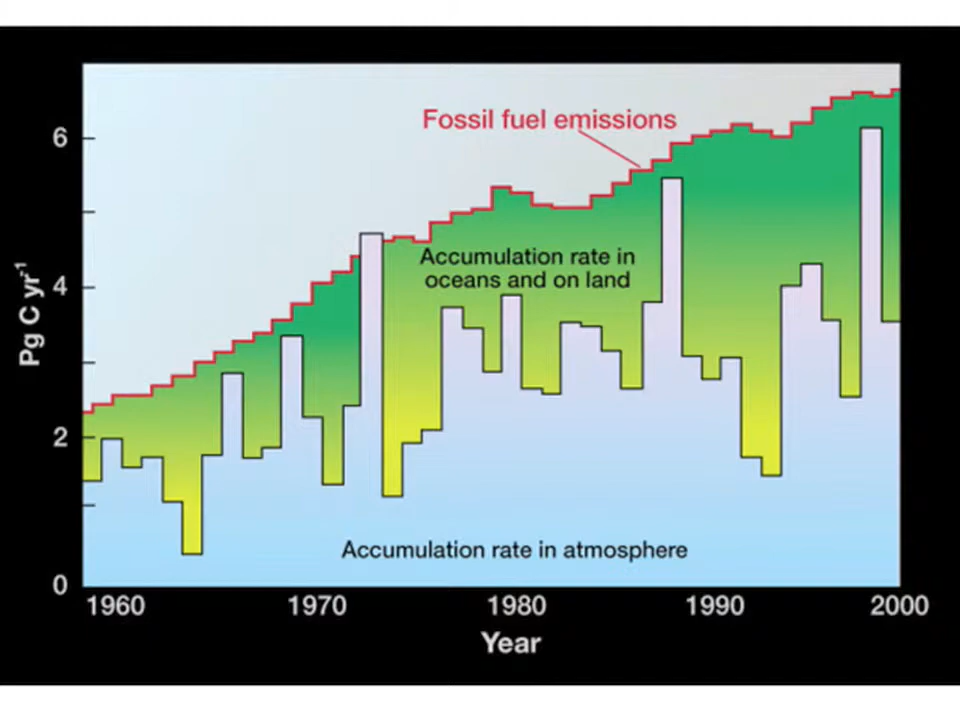 Fossil fuel emissions
6
Accumulation rate in
oceans and on land
4
Pg C yr-1
2
Accumulation rate in atmosphere
0
1960 1970 1980 1990 2000
Year